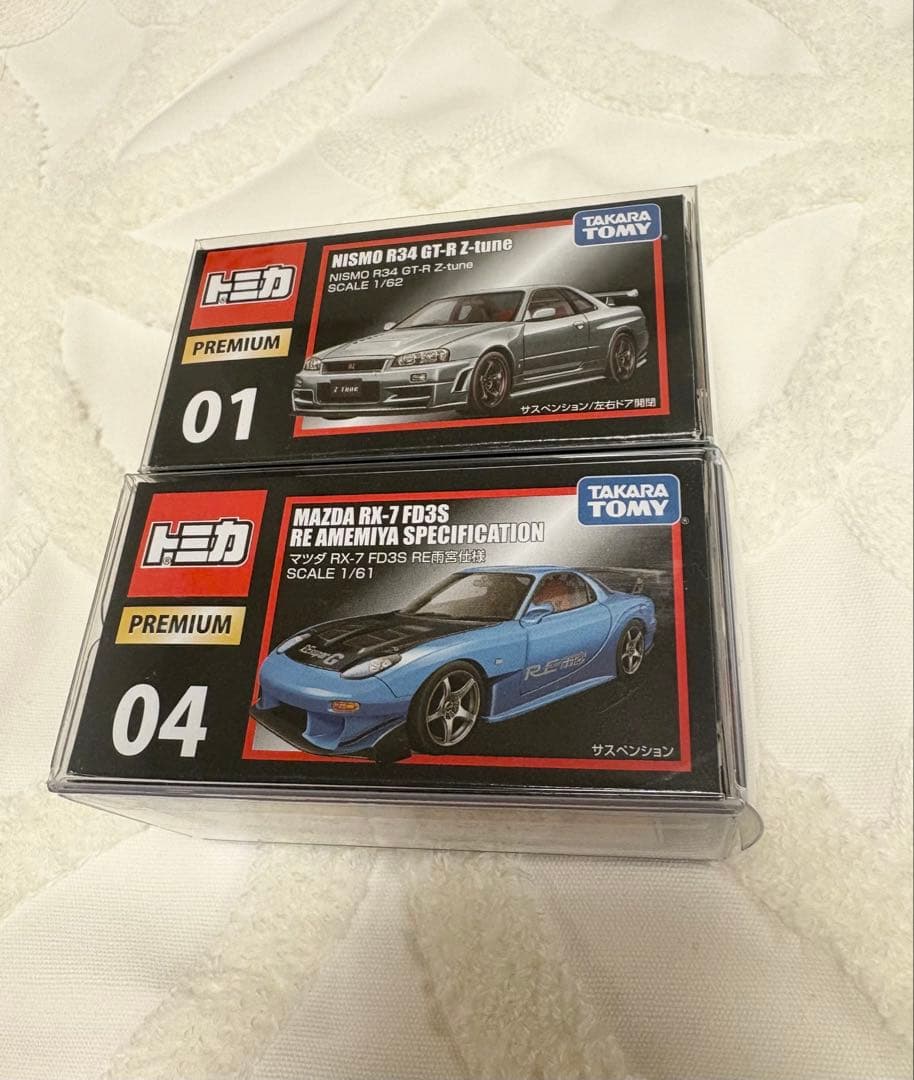 トミカ
PREMIUM
01
NISMO R34 GT-R Z-tune
NISMO R34 GT-R Z-tune
SCALE 1/62
TAKARA
TOMY
Z tune
サスペンション/左右ドア開閉
トミカ
PREMIUM
04
MAZDA RX-7 FD3S
RE AMEMIYA SPECIFICATION
マツダ RX-7 FD3S RE雨宮仕様
SCALE 1/61
TAKARA
TOMY
サスペンション